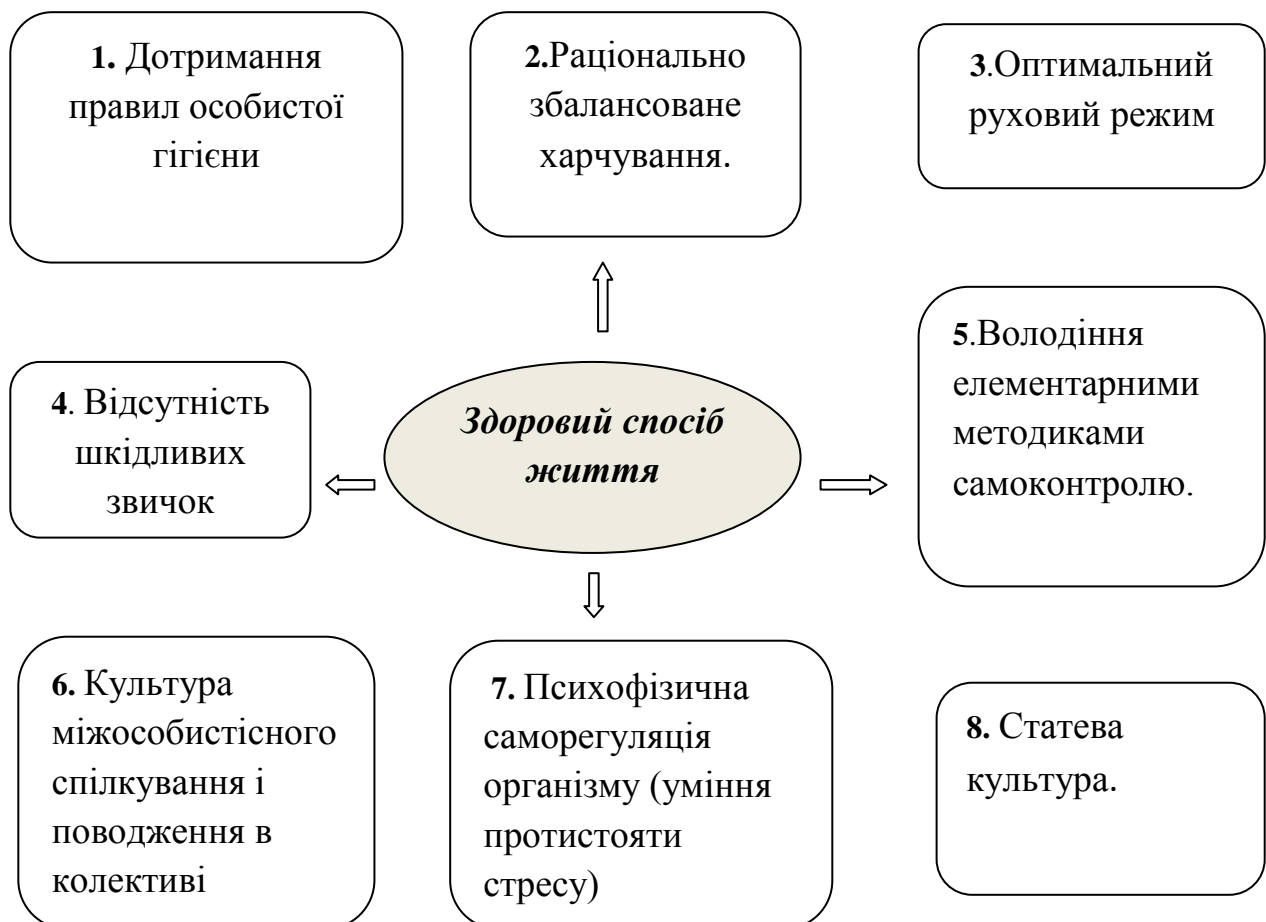 1. Дотримання
правил особистої
гігієни
2.Раціонально
збалансоване
харчування.
3.Оптимальний
руховий режим
4. Відсутність
шкідливих
звичок
Здоровий спосіб
життя
5.Володіння
елементарними
методиками
самоконтролю.
6. Культура
міжособистісного
спілкування і
поводження в
колективі
7. Психофізична
саморегуляція
організму (уміння
протистояти
стресу)
8. Статева
культура.